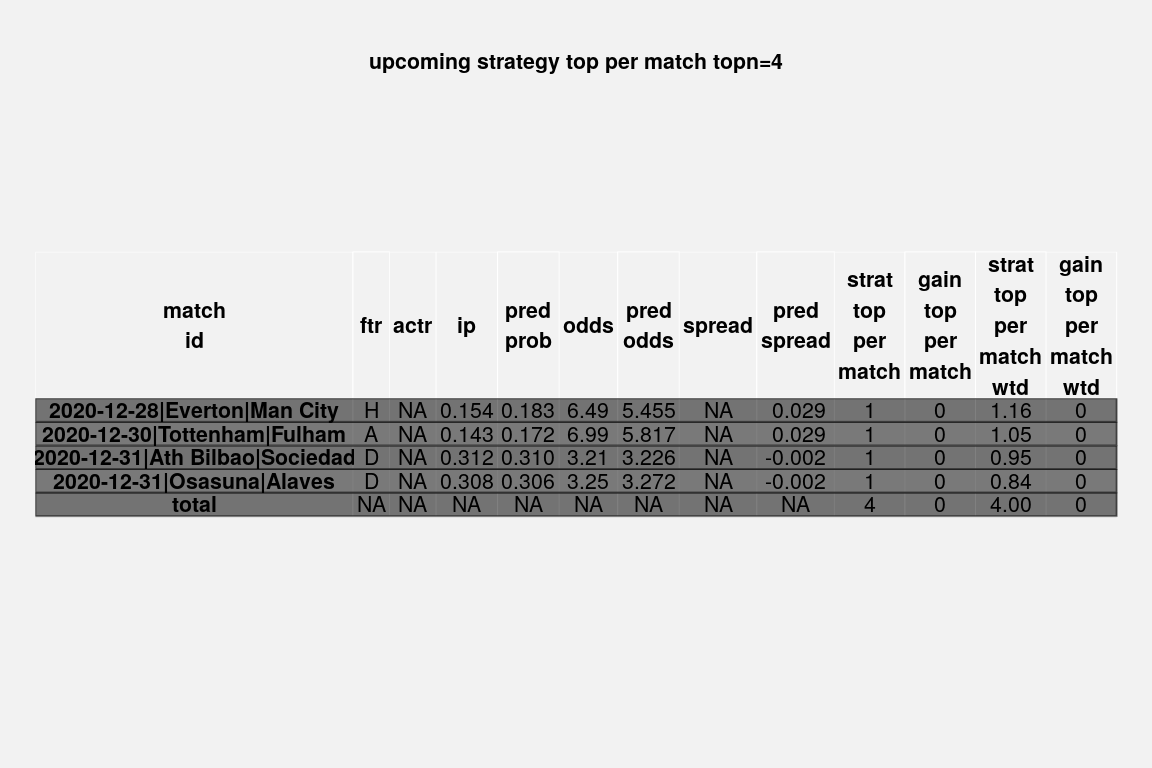 upcoming strategy top per match topn=4
match id ftr actr ip pred prob odds pred odds spread pred spread strat top per match gain top per match strat top per match wtd gain top per match wtd
2020-12-28|Everton|Man City H NA 0.154 0.183 6.49 5.455 NA 0.029 1 0 1.16 0
2020-12-30|Tottenham|Fulham A NA 0.143 0.172 6.99 5.817 NA 0.029 1 0 1.05 0
2020-12-31|Ath Bilbao|Sociedad D NA 0.312 0.310 3.21 3.226 NA -0.002 1 0 0.95 0
2020-12-31|Osasuna|Alaves D NA 0.308 0.306 3.25 3.272 NA -0.002 1 0 0.84 0
total NA NA NA NA NA NA NA NA 4 0 4.00 0